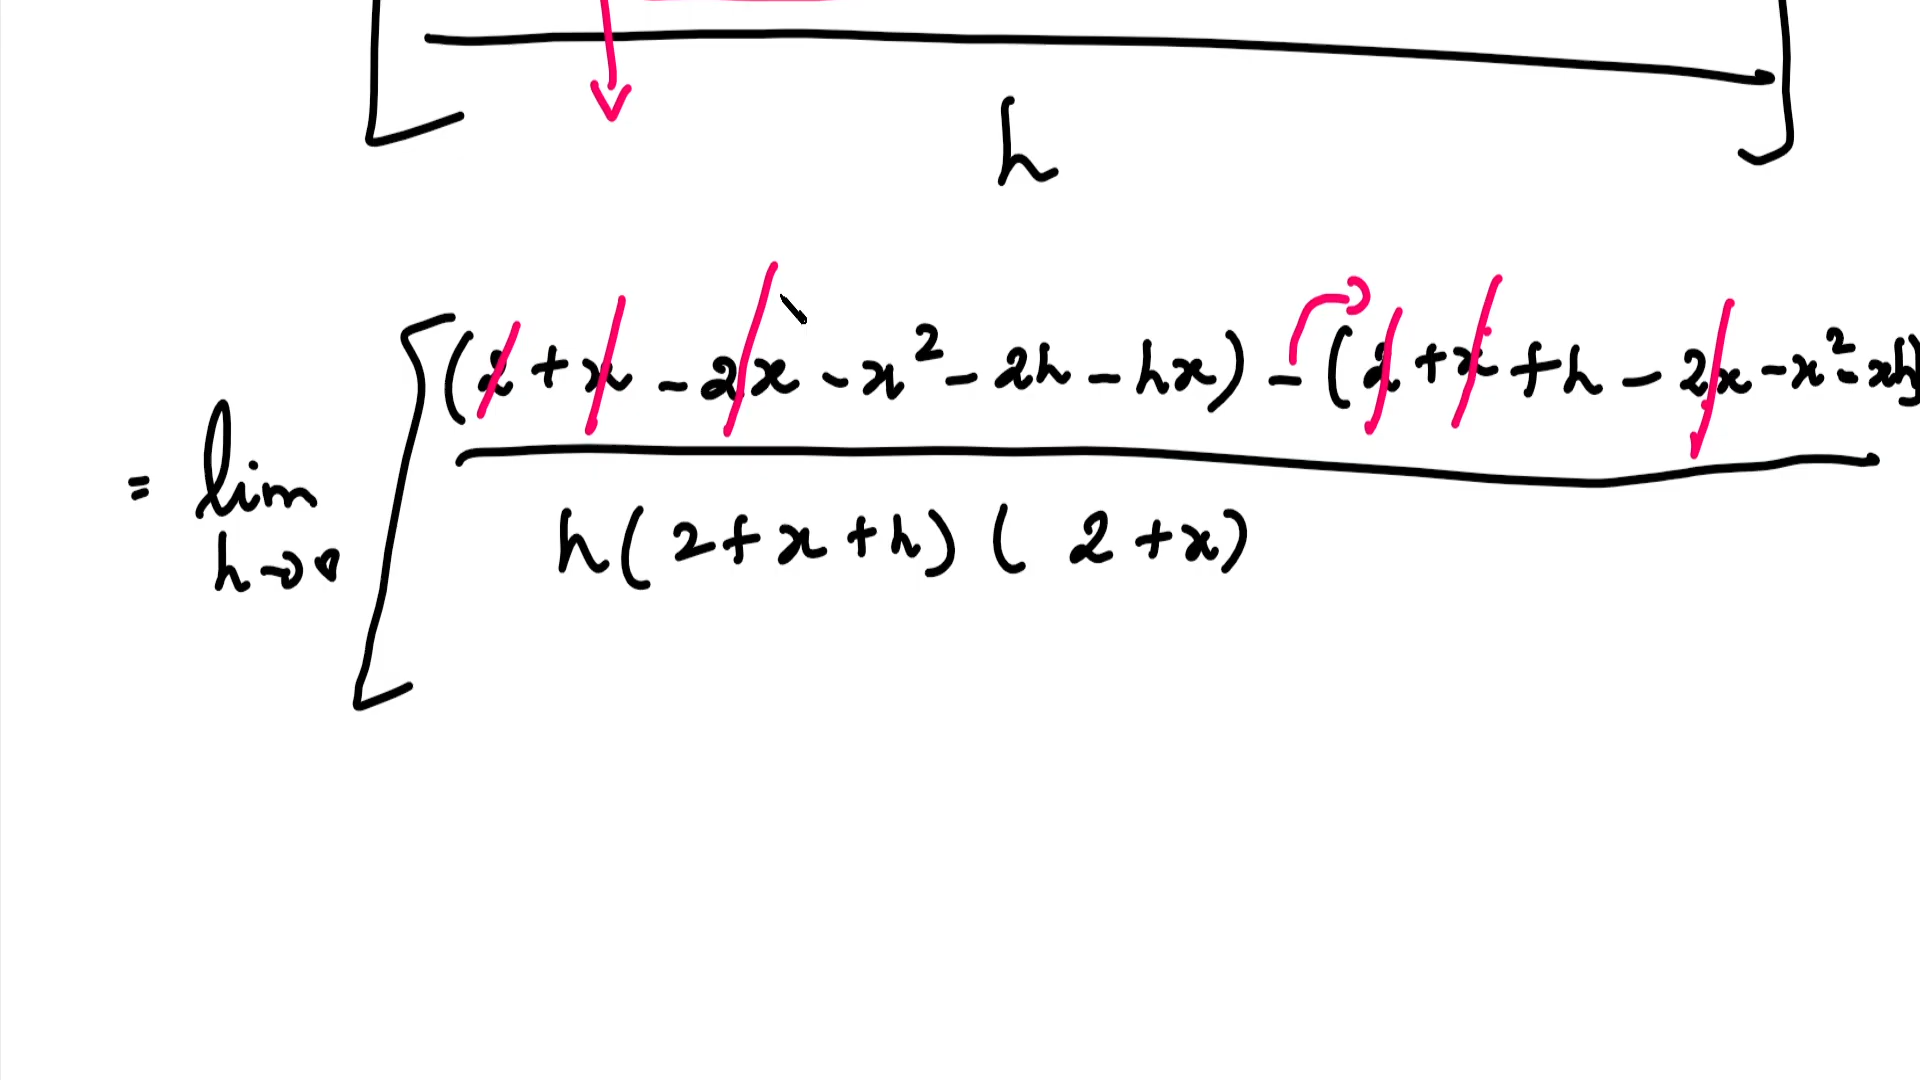 h
(2 + x - 2x - x² - 2h - hx) - (2 + x + h - 2x - x² - xh)
= lim
h→0
h(2+x+h)(2+x)